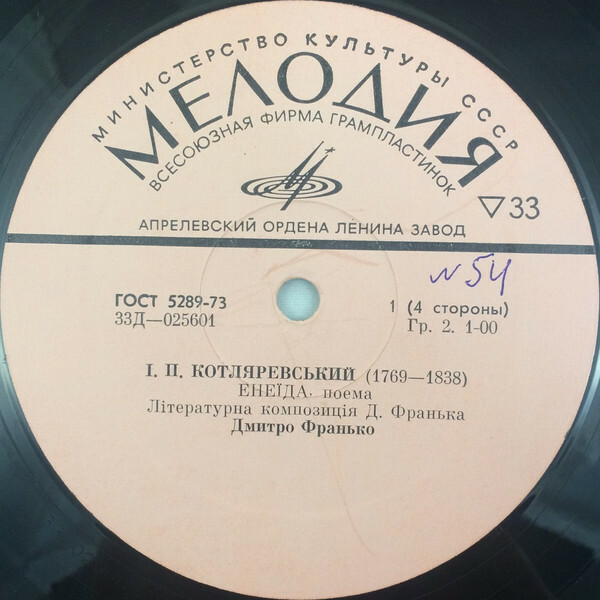 МИНИСТЕРСТВО КУЛЬТУРЫ СССР
МЕЛОДИЯ
ВСЕСОЮЗНАЯ ФИРМА ГРАМПЛАСТИНОК
33
АПРЕЛЕВСКИЙ ОРДЕНА ЛЕНИНА ЗАВОД
№54
ГОСТ 5289-73
1 (4 стороны)
33Д—025601
Гр. 2. 1-00
І. П. КОТЛЯРЕВСЬКИЙ (1769—1838)
ЕНЕЇДА, поема
Літературна композиція Д. Франька
Дмитро Франько